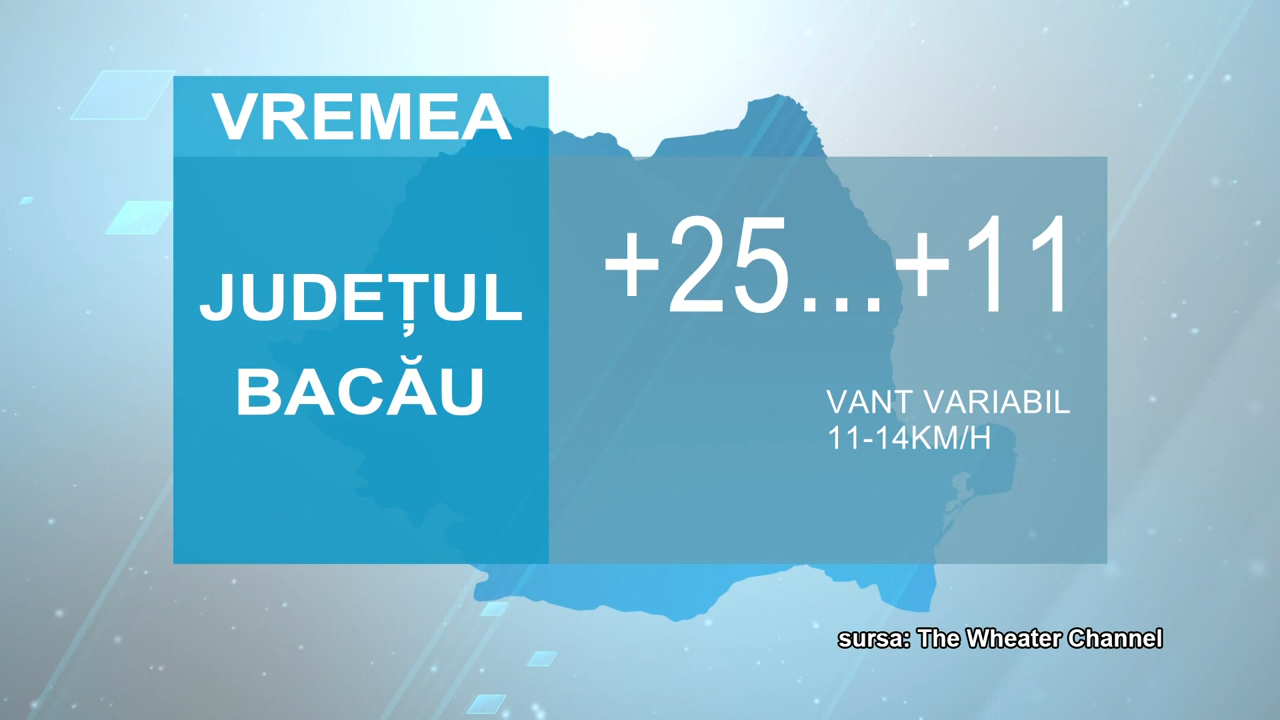 VREMEA
JUDEȚUL
BACĂU
+25...+11
VANT VARIABIL
11-14KM/H
sursa: The Wheater Channel